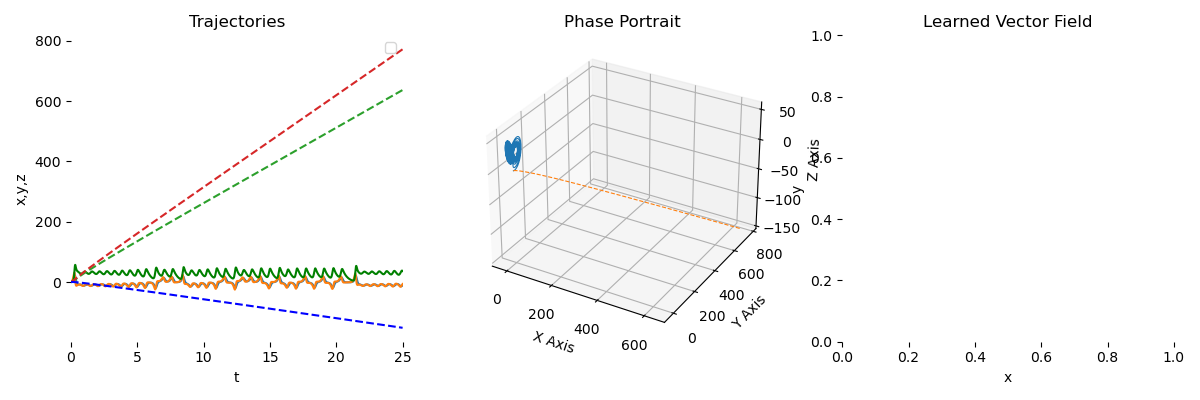 Trajectories
800
600
400
200
0
x,y,z
0 5 10 15 20 25
t
Phase Portrait
50
0
−50
−100
−150
Z Axis
800
600
400
200
0
Y Axis
0
200
400
600
X Axis
Learned Vector Field
1.0
0.8
0.6
0.4
0.2
0.0
y
0.0 0.2 0.4 0.6 0.8 1.0
x